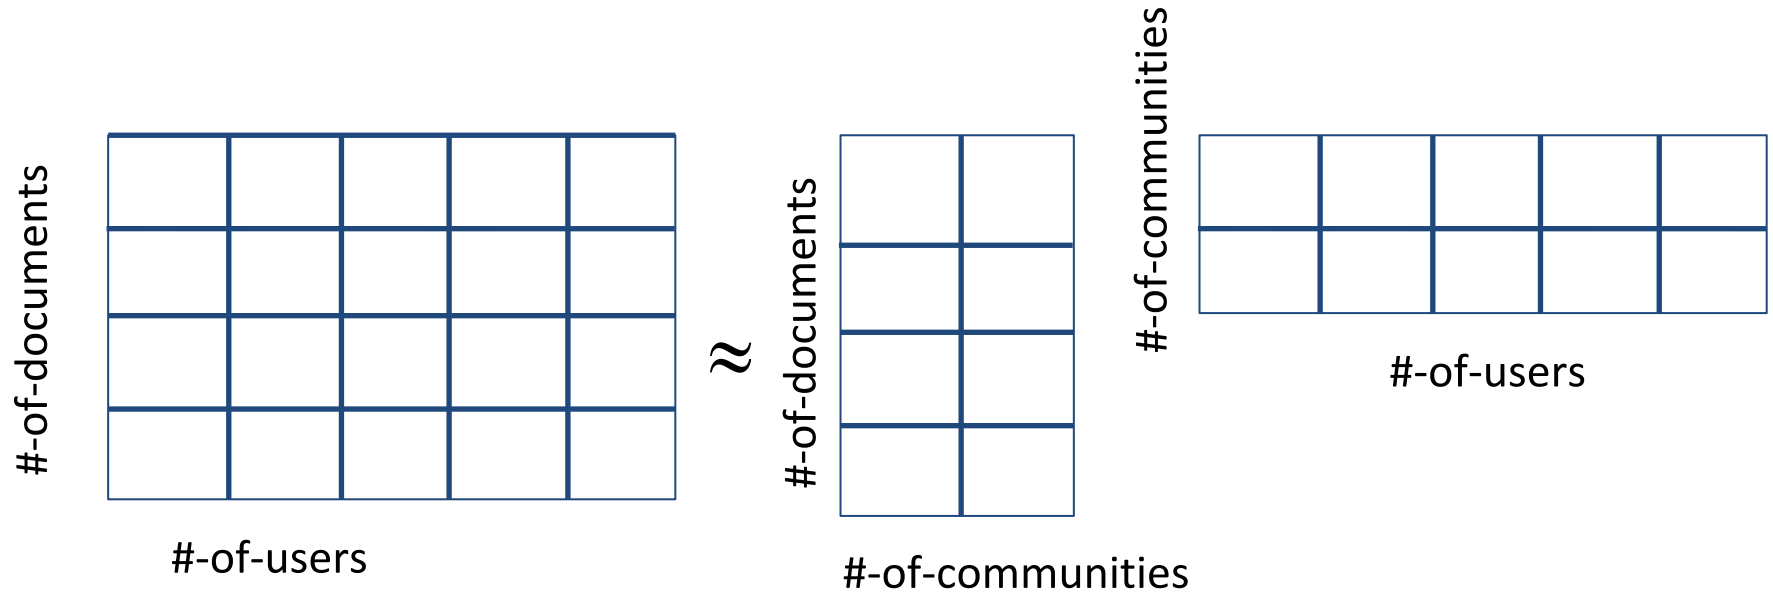 #-of-documents
#-of-users
≈
#-of-documents
#-of-communities
#-of-communities
#-of-users